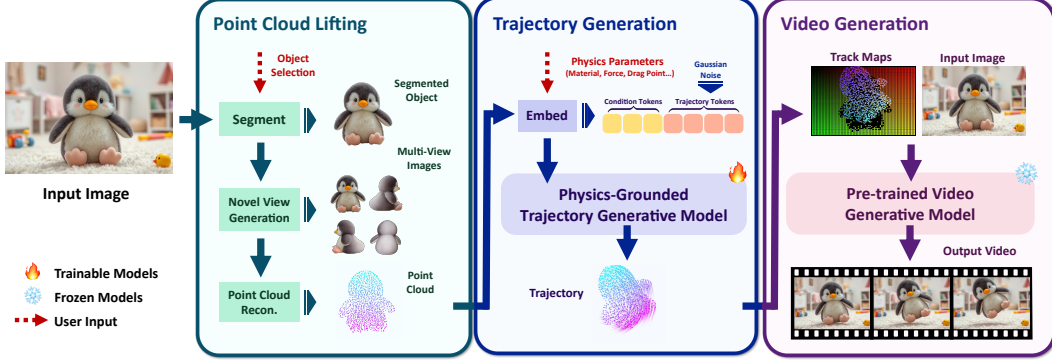 Input Image
Trainable Models
Frozen Models
User Input
Point Cloud Lifting
Object
Selection
Segment
Segmented
Object
Multi-View
Images
Novel View
Generation
Point Cloud
Recon.
Point
Cloud
Trajectory Generation
Physics Parameters
(Material, Force, Drag Point...)
Gaussian
Noise
Embed
Condition Tokens
Trajectory Tokens
Physics-Grounded
Trajectory Generative Model
Trajectory
Video Generation
Track Maps
Input Image
Pre-trained Video
Generative Model
Output Video